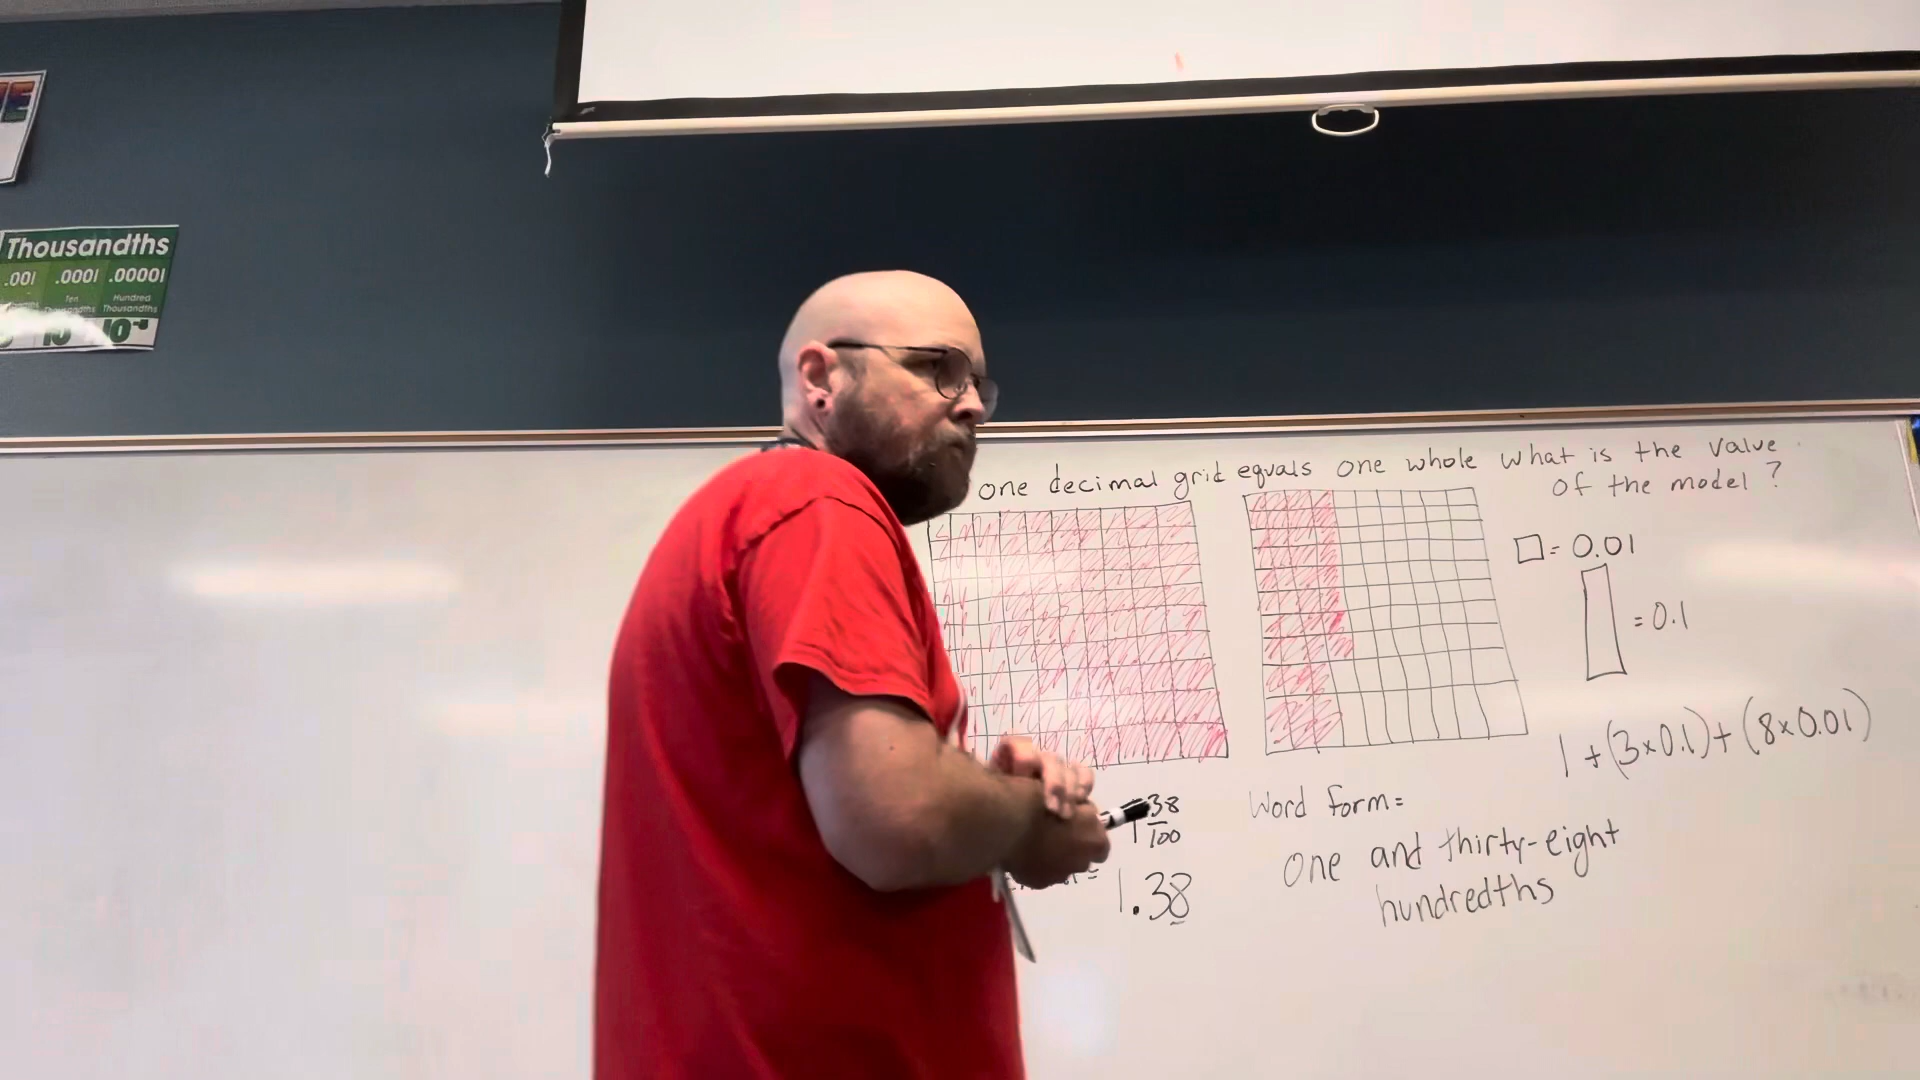 Thousandths
.001 .0001 .00001
Ten Hundred
Thousandths Thousandths
one decimal grid equals one whole what is the value
of the model ?
= 0.01
= 0.1
1 + (3×0.1) + (8×0.01)
1 38/100
1.38
Word form=
One and thirty-eight
hundredths